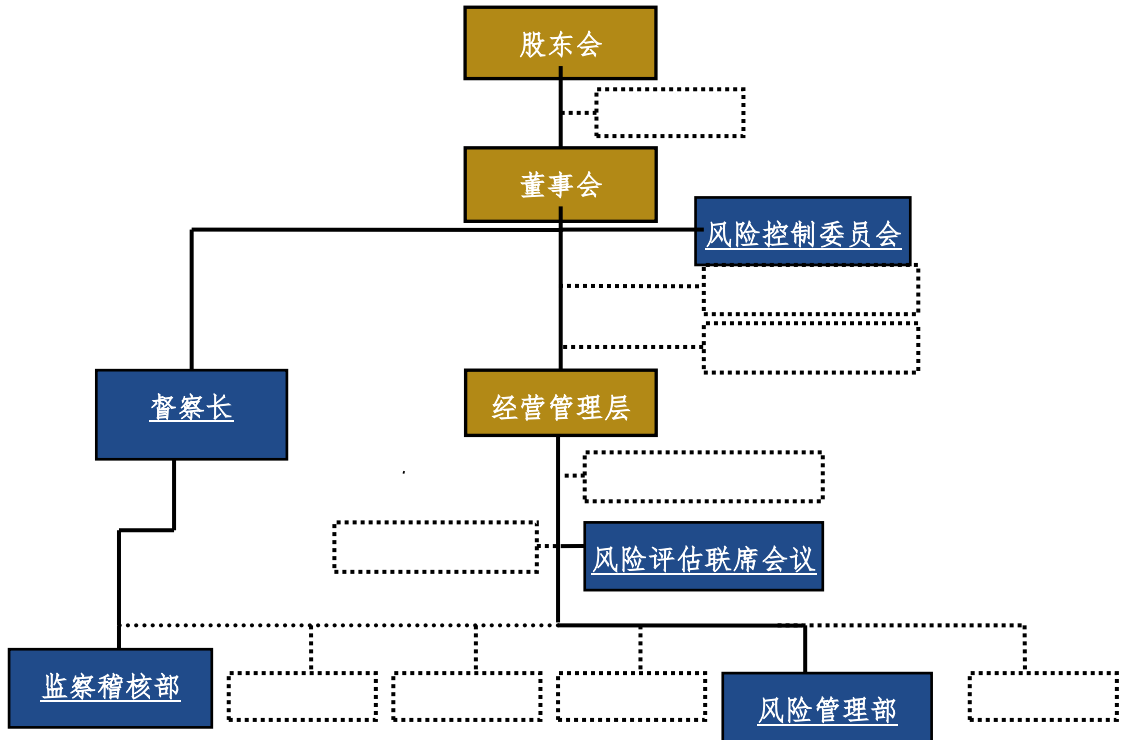 股东会
董事会
风险控制委员会
督察长
经营管理层
风险评估联席会议
监察稽核部
风险管理部